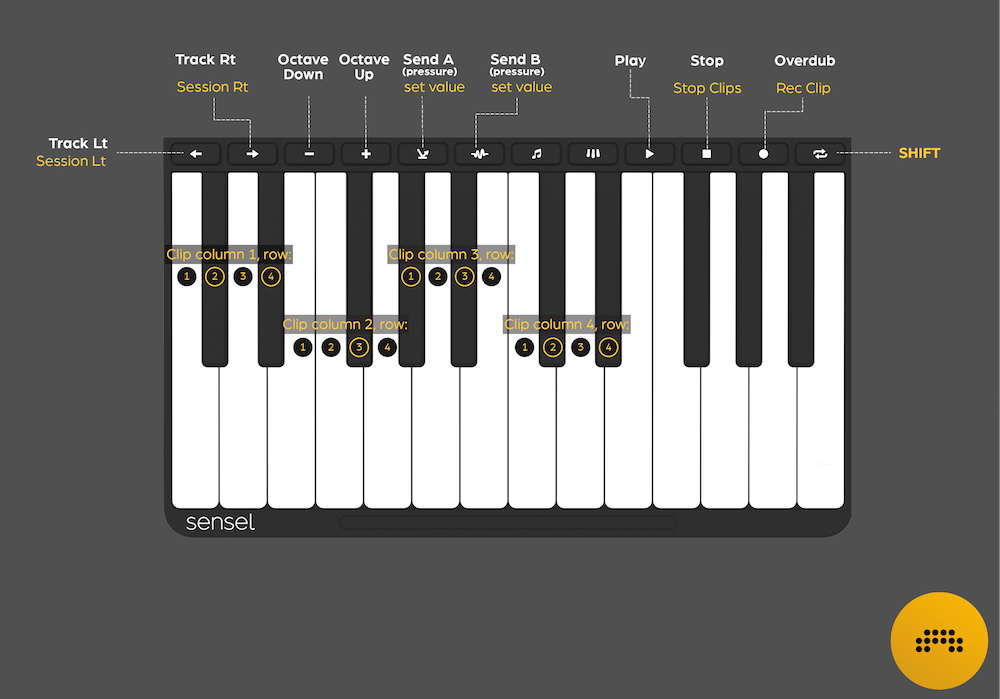 Track Rt
Session Rt
Octave
Down
Octave
Up
Send A
(pressure)
set value
Send B
(pressure)
set value
Play
Stop
Stop Clips
Overdub
Rec Clip
Track Lt
Session Lt
SHIFT
Clip column 1, row:
1 2 3 4
Clip column 3, row:
1 2 3 4
Clip column 2, row:
1 2 3 4
Clip column 4, row:
1 2 3 4
sensel